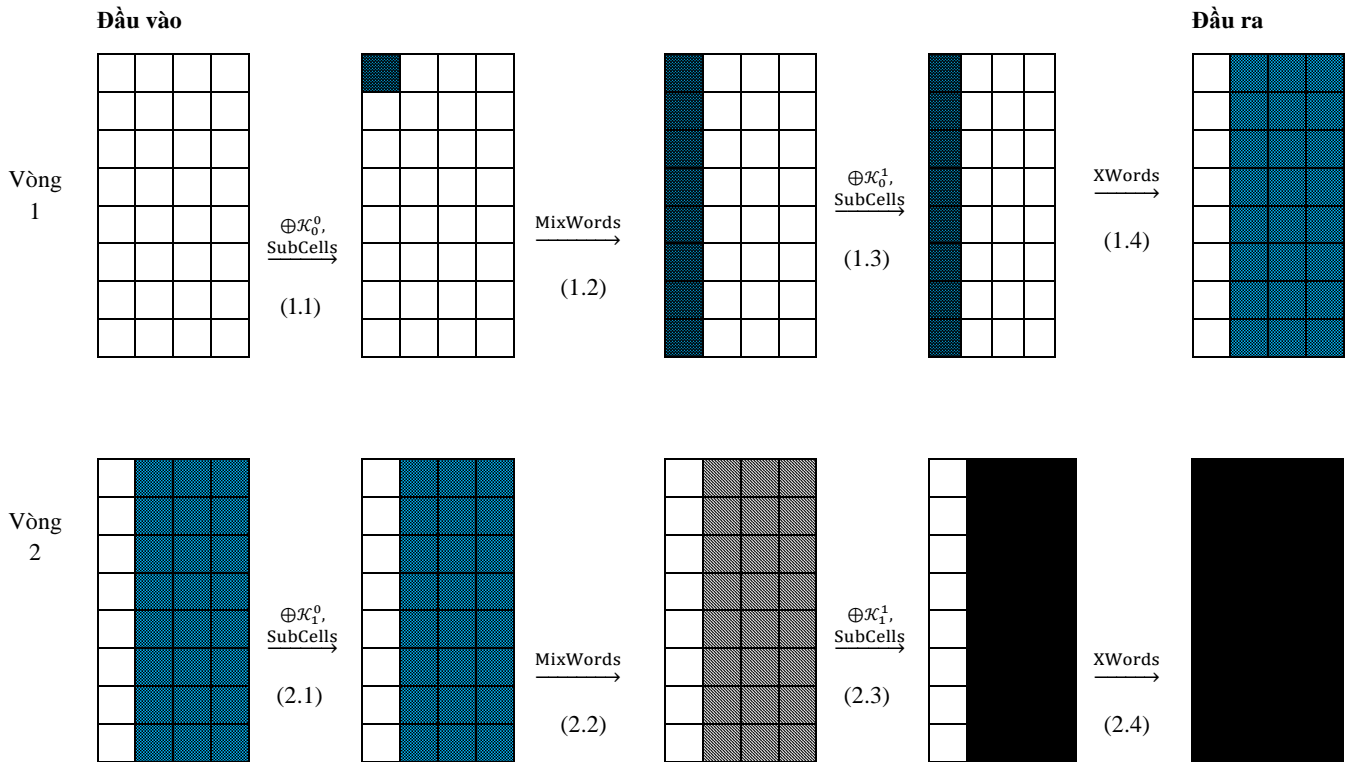 Đầu vào
Đầu ra
Vòng
1
⊕𝒦₀⁰,
SubCells
(1.1)
MixWords
(1.2)
⊕𝒦₀¹,
SubCells
(1.3)
XWords
(1.4)
Vòng
2
⊕𝒦₁⁰,
SubCells
(2.1)
MixWords
(2.2)
⊕𝒦₁¹,
SubCells
(2.3)
XWords
(2.4)